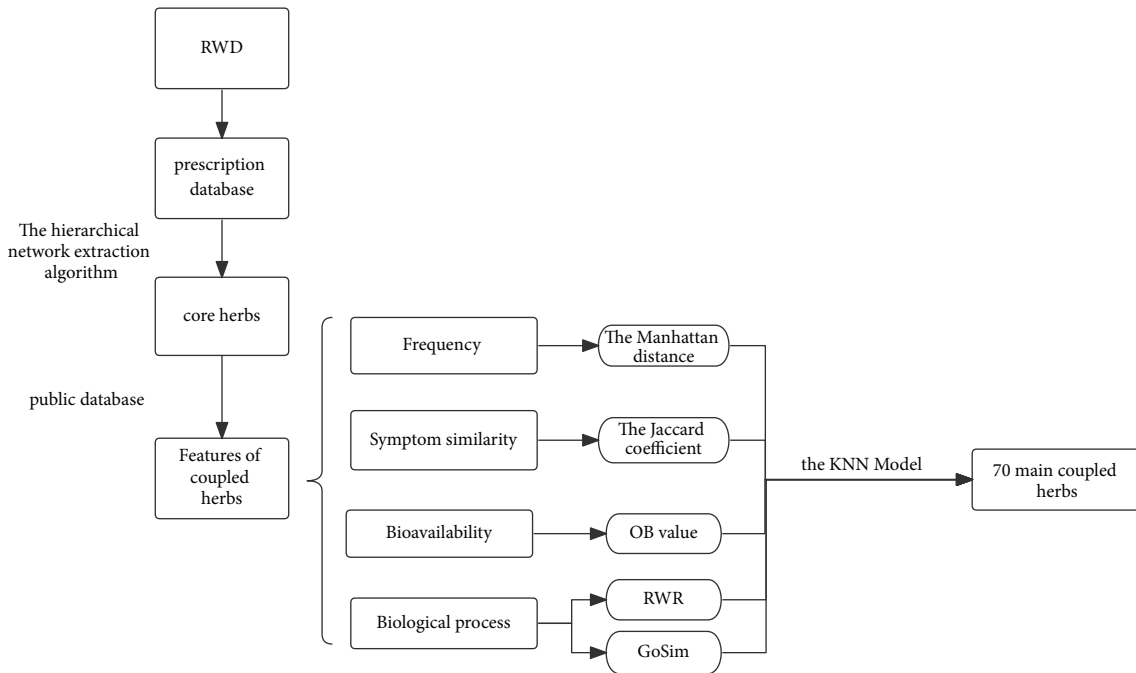 RWD
prescription
database
The hierarchical
network extraction
algorithm
core herbs
public database
Features of
coupled
herbs
Frequency
The Manhattan
distance
Symptom similarity
The Jaccard
coefficient
Bioavailability
OB value
Biological process
RWR
GoSim
the KNN Model
70 main coupled
herbs